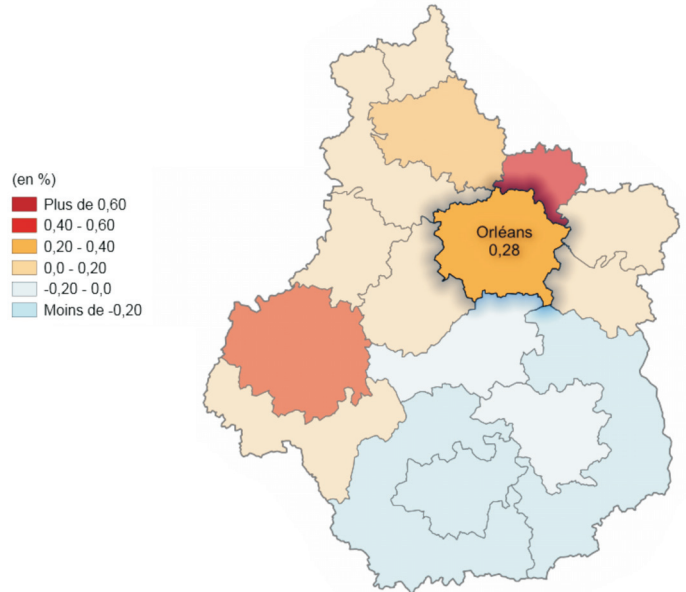 (en %)
Plus de 0,60
0,40 - 0,60
0,20 - 0,40
0,0 - 0,20
-0,20 - 0,0
Moins de -0,20
Orléans
0,28